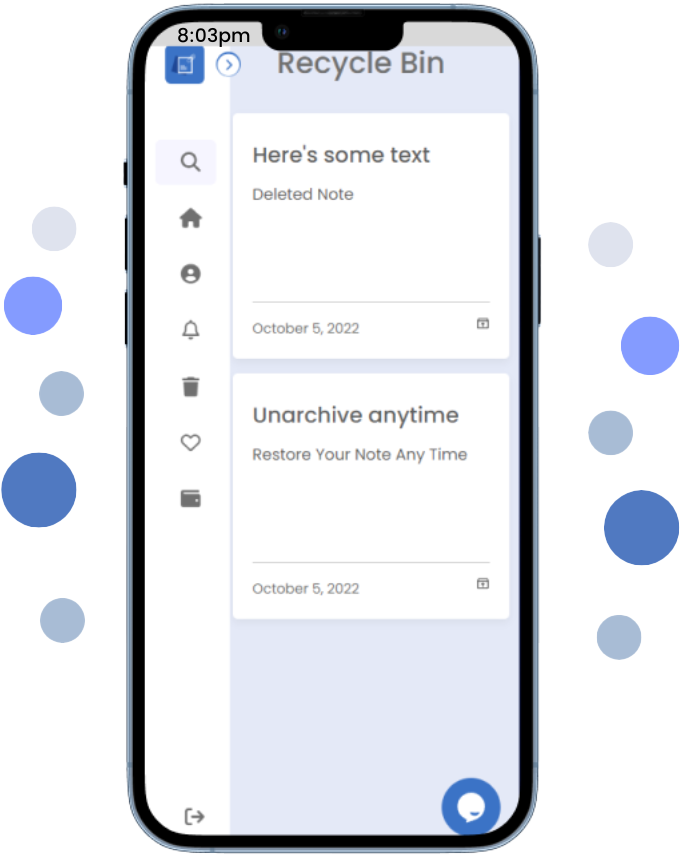 8:03pm
Recycle Bin
Here's some text
Deleted Note
October 5, 2022
Unarchive anytime
Restore Your Note Any Time
October 5, 2022